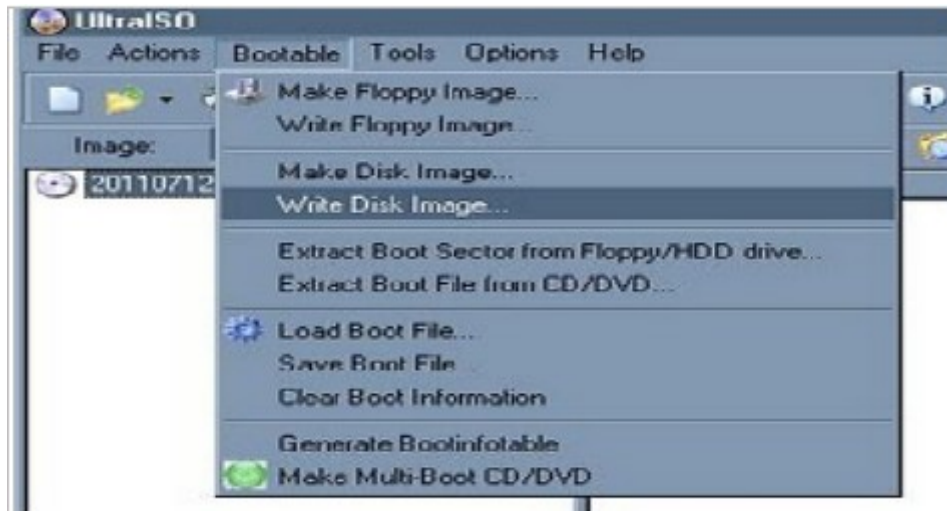 UltraISO
File Actions Bootable Tools Options Help
Make Floppy Image...
Write Floppy Image...
Image:
Make Disk Image...
20110712
Write Disk Image...
Extract Boot Sector from Floppy/HDD drive...
Extract Boot File from CD/DVD...
Load Boot File...
Save Boot File...
Clear Boot Information
Generate Bootinfotable
Make Multi-Boot CD/DVD